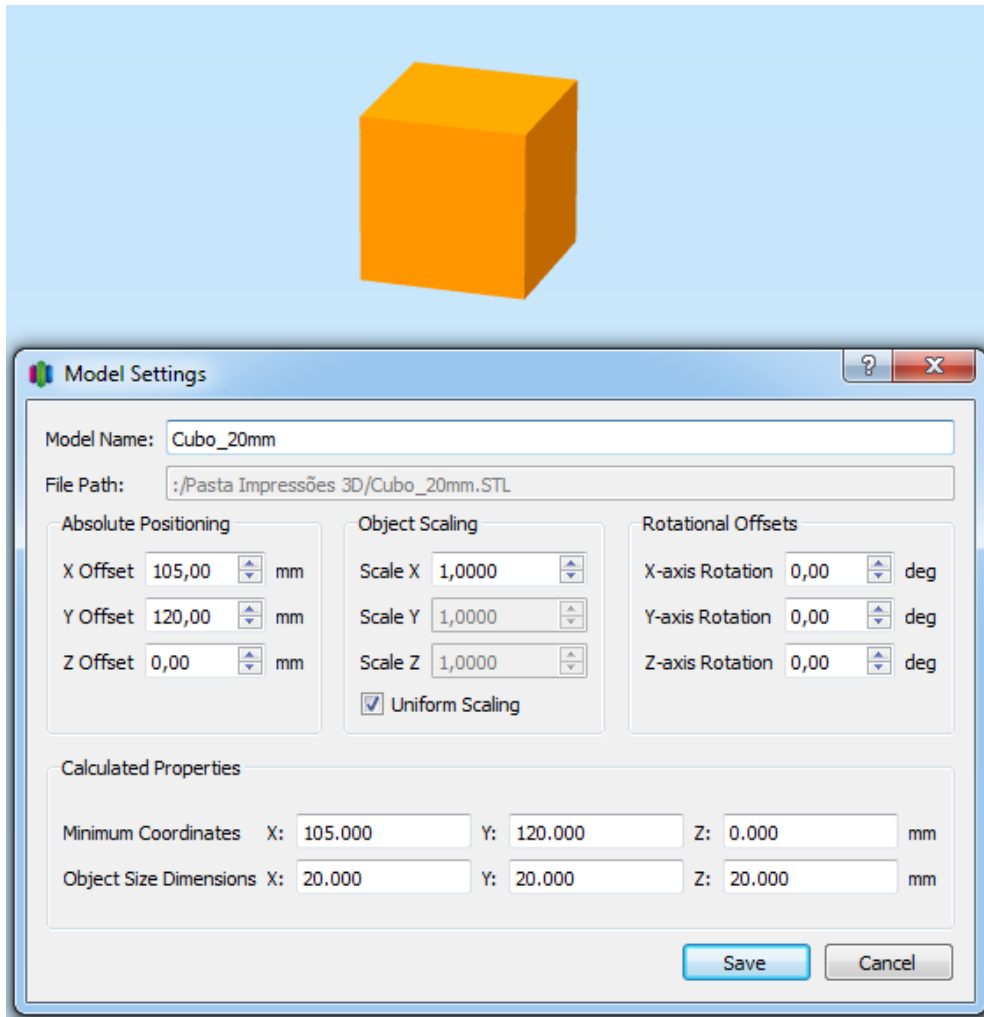 Model Settings
Model Name: Cubo_20mm
File Path: :/Pasta Impressões 3D/Cubo_20mm.STL
Absolute Positioning
X Offset 105,00 mm
Y Offset 120,00 mm
Z Offset 0,00 mm
Object Scaling
Scale X 1,0000
Scale Y 1,0000
Scale Z 1,0000
Uniform Scaling
Rotational Offsets
X-axis Rotation 0,00 deg
Y-axis Rotation 0,00 deg
Z-axis Rotation 0,00 deg
Calculated Properties
Minimum Coordinates X: 105.000 Y: 120.000 Z: 0.000 mm
Object Size Dimensions X: 20.000 Y: 20.000 Z: 20.000 mm
Save Cancel